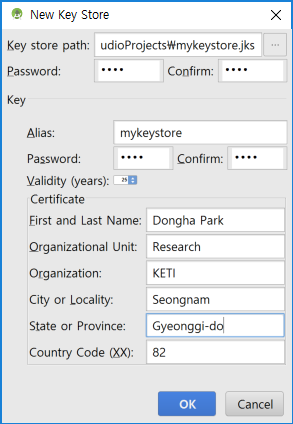 New Key Store
Key store path: udioProjects₩mykeystore.jks ...
Password: •••• Confirm: ••••
Key
Alias: mykeystore
Password: •••• Confirm: ••••
Validity (years): 25
Certificate
First and Last Name: Dongha Park
Organizational Unit: Research
Organization: KETI
City or Locality: Seongnam
State or Province: Gyeonggi-do
Country Code (XX): 82
OK Cancel